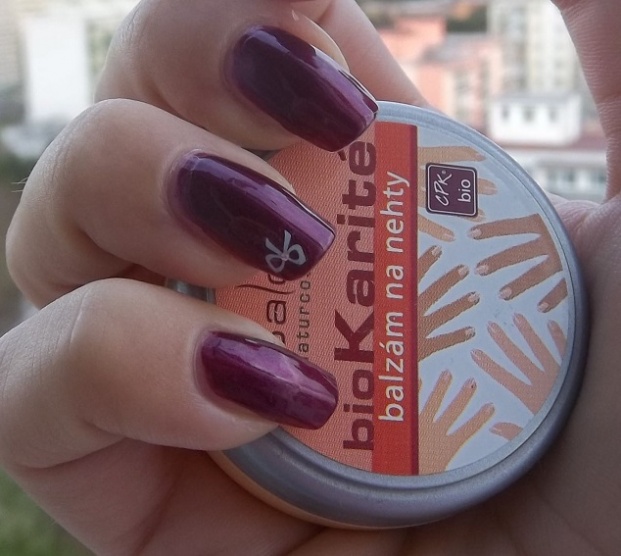 bioKarité
balzám na nehty
CPK®
bio